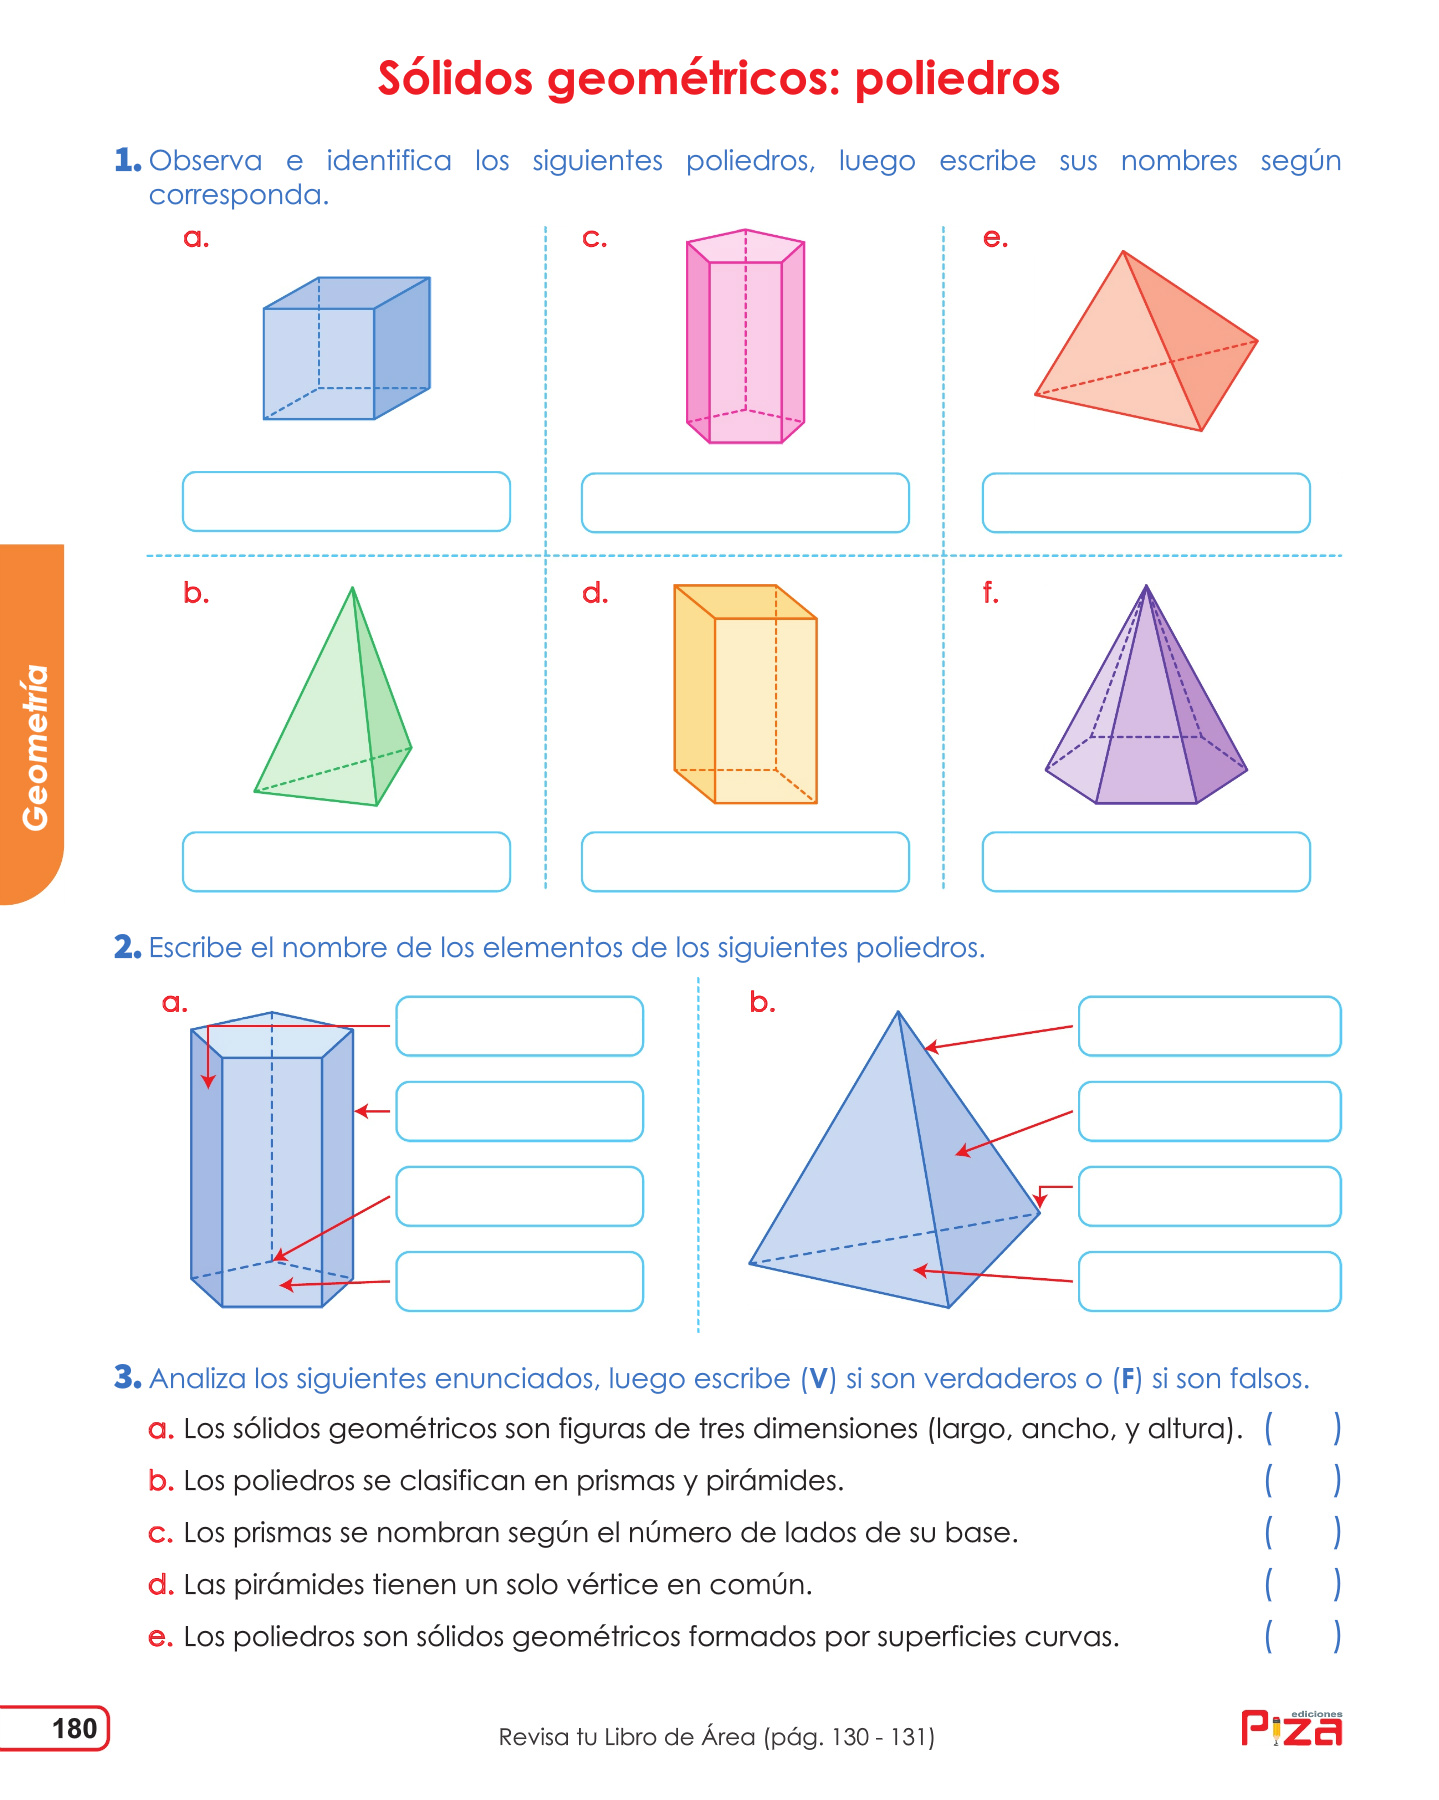 Sólidos geométricos: poliedros
1. Observa e identifica los siguientes poliedros, luego escribe sus nombres según
corresponda.
a.
c.
e.
b.
d.
f.
Geometría
2. Escribe el nombre de los elementos de los siguientes poliedros.
a.
b.
3. Analiza los siguientes enunciados, luego escribe (V) si son verdaderos o (F) si son falsos.
a. Los sólidos geométricos son figuras de tres dimensiones (largo, ancho, y altura). ( )
b. Los poliedros se clasifican en prismas y pirámides. ( )
c. Los prismas se nombran según el número de lados de su base. ( )
d. Las pirámides tienen un solo vértice en común. ( )
e. Los poliedros son sólidos geométricos formados por superficies curvas. ( )
180
Revisa tu Libro de Área (pág. 130 - 131)
ediciones
Piza